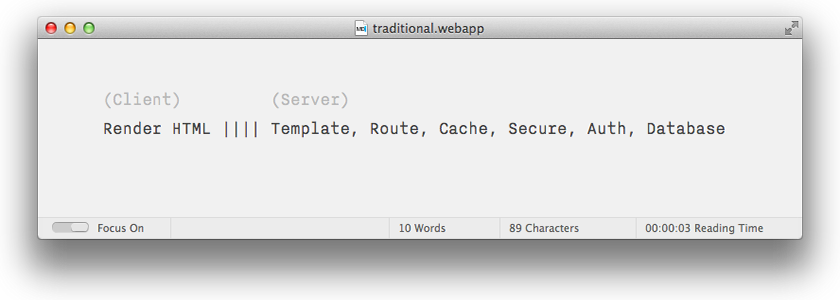 traditional.webapp
(Client) (Server)
Render HTML |||| Template, Route, Cache, Secure, Auth, Database
Focus On 10 Words 89 Characters 00:00:03 Reading Time